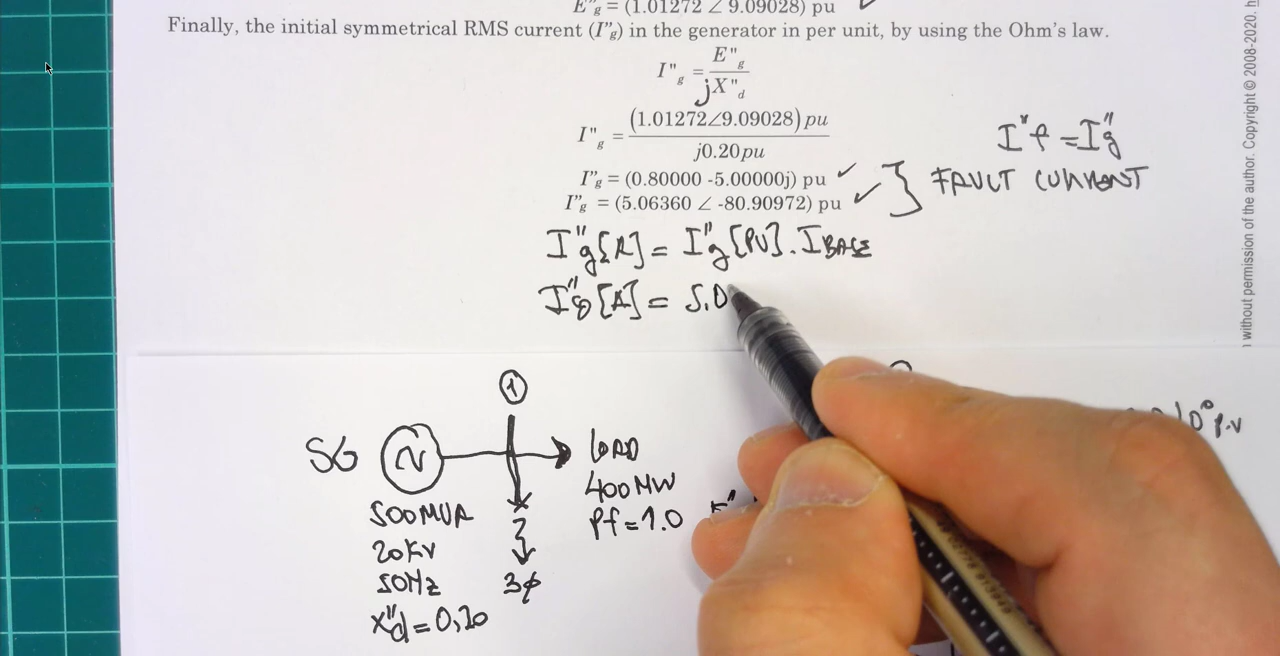 E"g = (1.01272 ∠ 9.09028) pu
Finally, the initial symmetrical RMS current (I"g) in the generator in per unit, by using the Ohm's law.
I"g = E"g / jX"d
I"g = (1.01272∠9.09028) pu / j0.20pu
I"g = (0.80000 -5.00000j) pu
I"g = (5.06360 ∠ -80.90972) pu
I"f = I"g
FAULT CURRENT
I"g[A] = I"g[PU] . IBASE
I"g[A] = 5.0
1
SG
N
LOAD
400MW
Pf=1.0
500MVA
20KV
50Hz
X"d=0,20
3φ
0° p.u
without permission of the author. Copyright © 2008-2020.